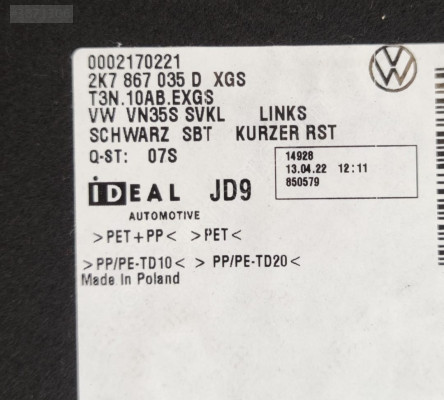 0002170221
2K7 867 035 D XGS
T3N.10AB.EXGS
VW VN35S SVKL LINKS
SCHWARZ SBT KURZER RST
Q-ST: 07S
14928
13.04.22 12:11
850579
iDEAL JD9
AUTOMOTIVE
>PET+PP< >PET<
>PP/PE-TD10< > PP/PE-TD20<
Made in Poland